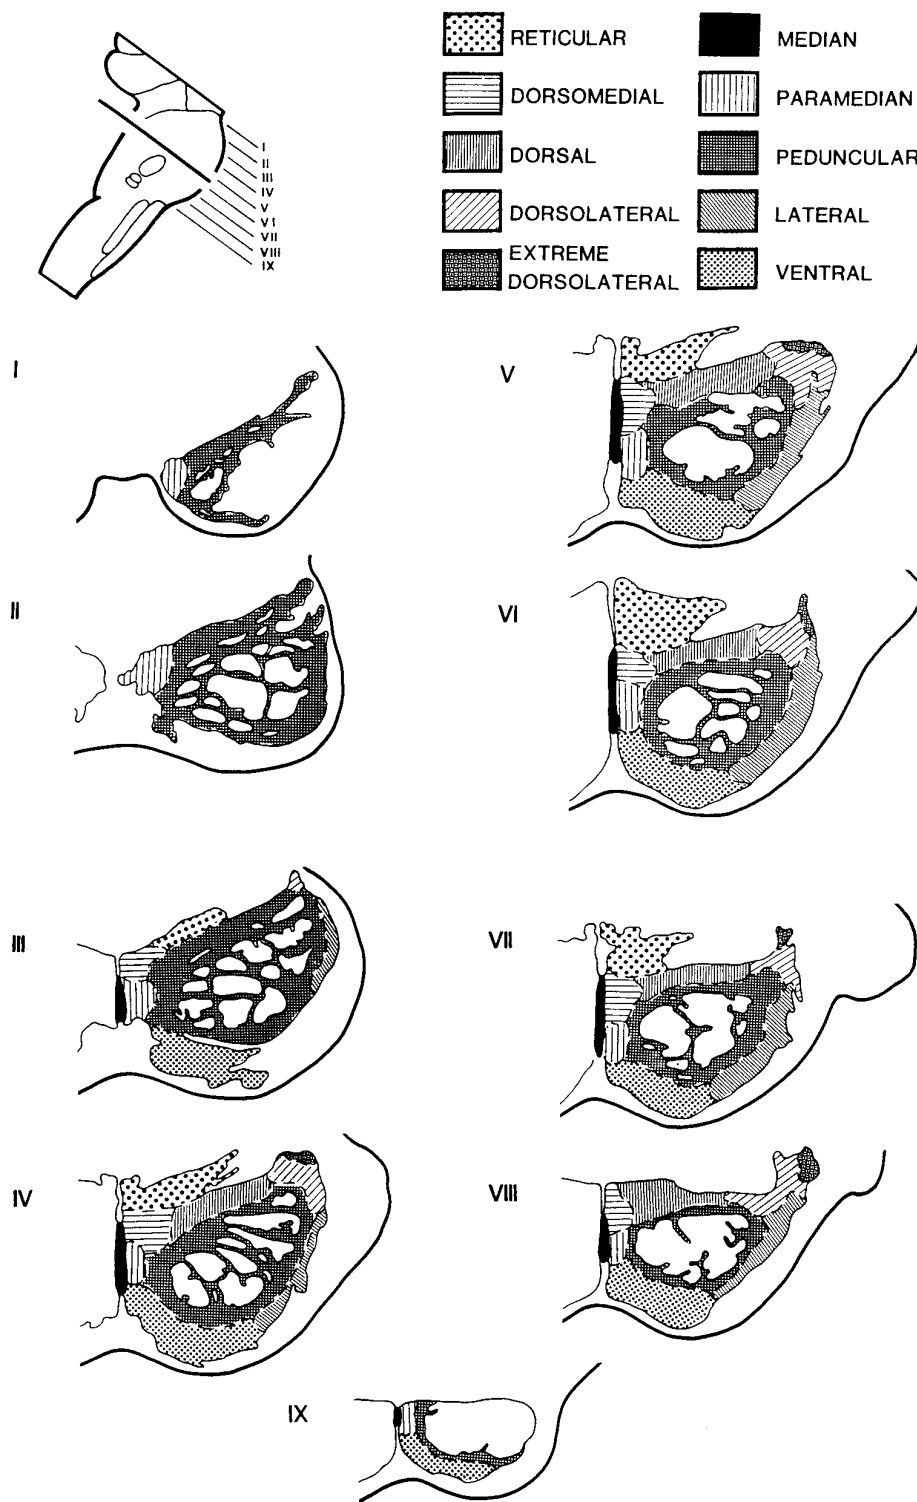 RETICULAR
MEDIAN
DORSOMEDIAL
PARAMEDIAN
DORSAL
PEDUNCULAR
DORSOLATERAL
LATERAL
EXTREME
DORSOLATERAL
VENTRAL
I
II
III
IV
V
VI
VII
VIII
IX
I
V
II
VI
III
VII
IV
VIII
IX